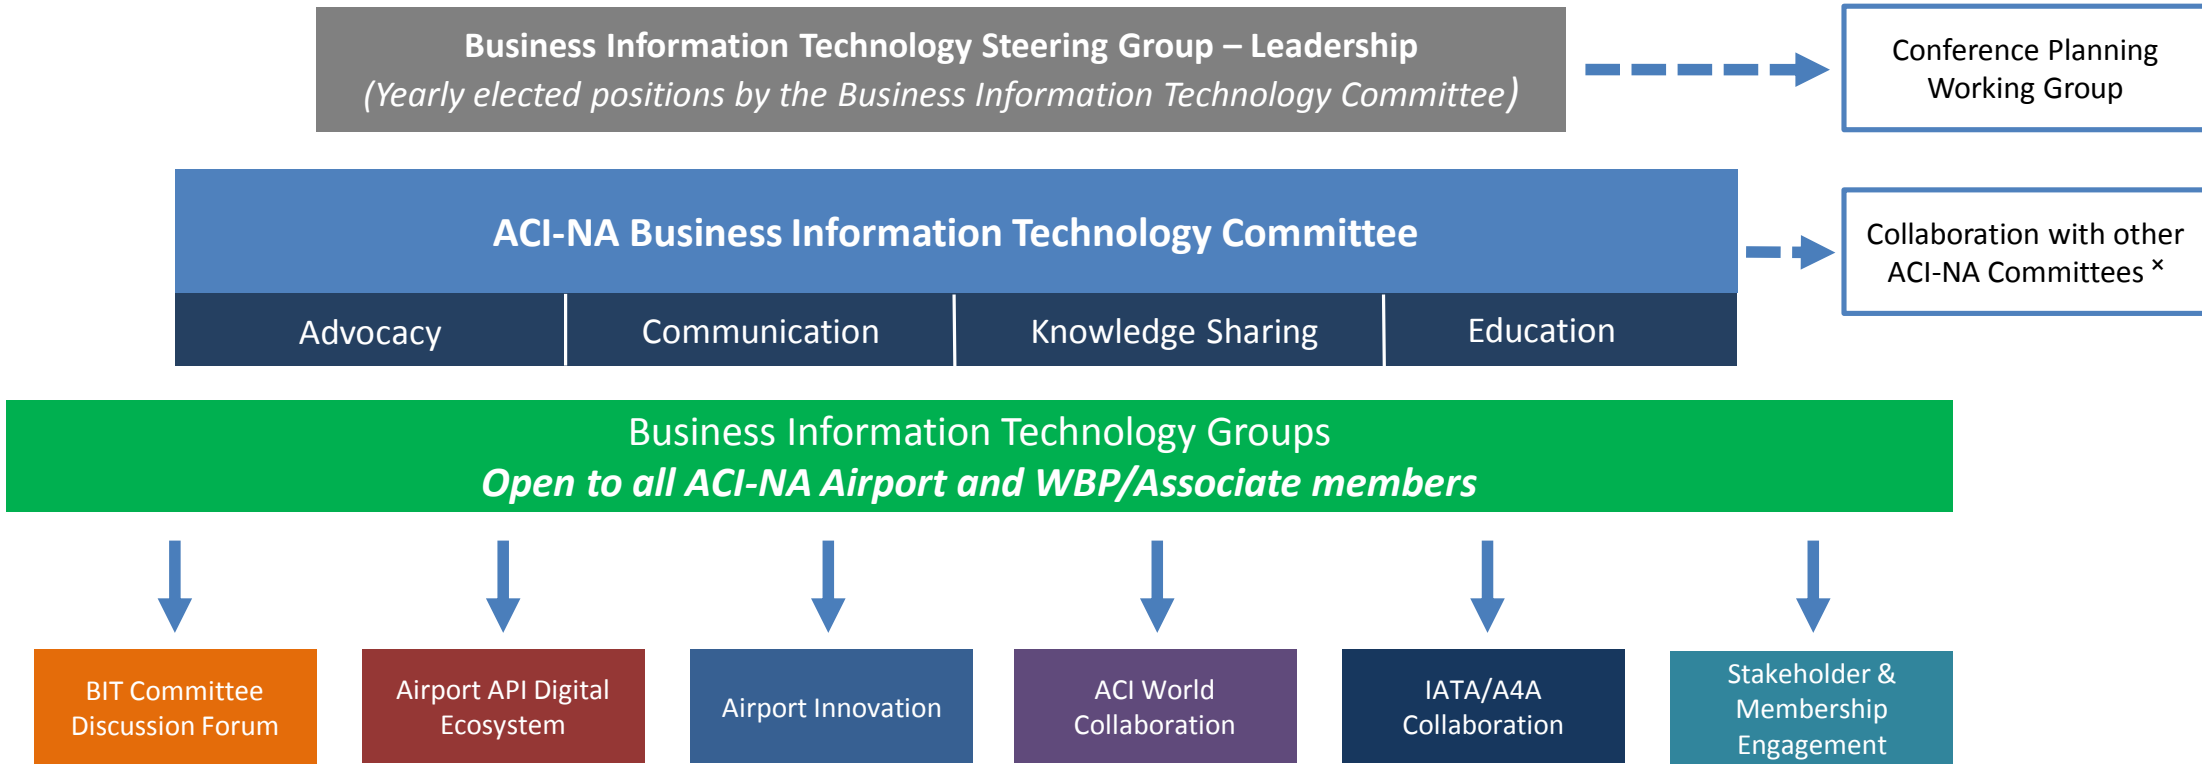 Business Information Technology Steering Group – Leadership
(Yearly elected positions by the Business Information Technology Committee)
Conference Planning
Working Group
ACI-NA Business Information Technology Committee
Collaboration with other
ACI-NA Committees ×
Advocacy
Communication
Knowledge Sharing
Education
Business Information Technology Groups
Open to all ACI-NA Airport and WBP/Associate members
BIT Committee
Discussion Forum
Airport API Digital
Ecosystem
Airport Innovation
ACI World
Collaboration
IATA/A4A
Collaboration
Stakeholder &
Membership
Engagement